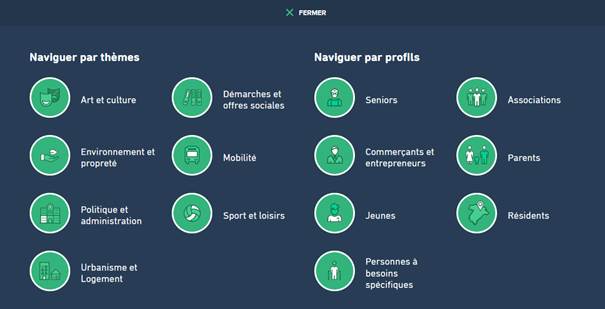 FERMER
Naviguer par thèmes
Art et culture
Démarches et
offres sociales
Environnement et
propreté
Mobilité
Politique et
administration
Sport et loisirs
Urbanisme et
Logement
Naviguer par profils
Seniors
Associations
Commerçants et
entrepreneurs
Parents
Jeunes
Résidents
Personnes à
besoins
spécifiques